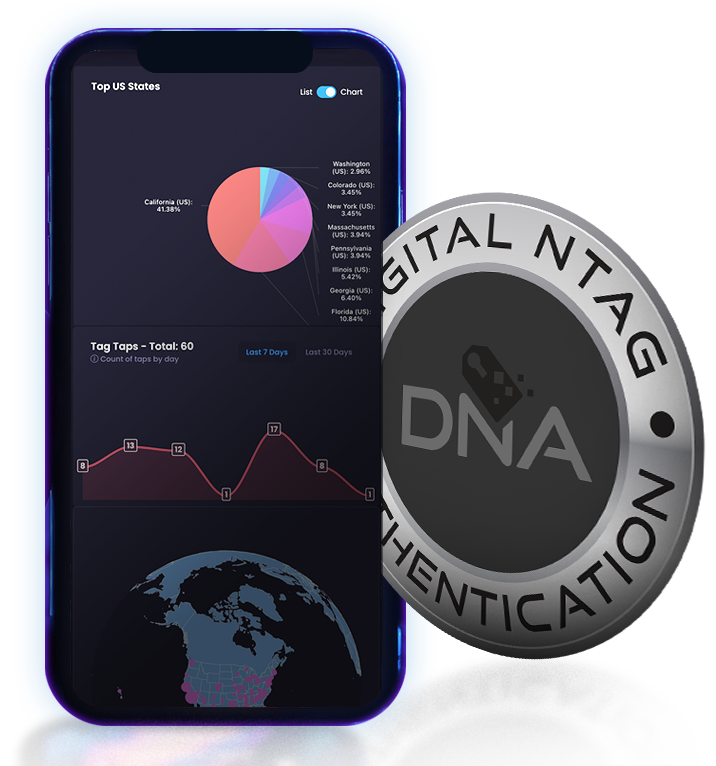 Top US States
List
Chart
Washington
(US): 2.96%
Colorado (US):
3.45%
California (US):
41.38%
New York (US):
3.45%
Massachusetts
(US): 3.94%
Pennsylvania
(US): 3.94%
Illinois (US):
5.42%
Georgia (US):
6.40%
Florida (US):
10.84%
Tag Taps - Total: 60
Count of taps by day
Last 7 Days
Last 30 Days
8
13
12
1
17
8
1
GITAL NTAG
DNA
THENTICATION